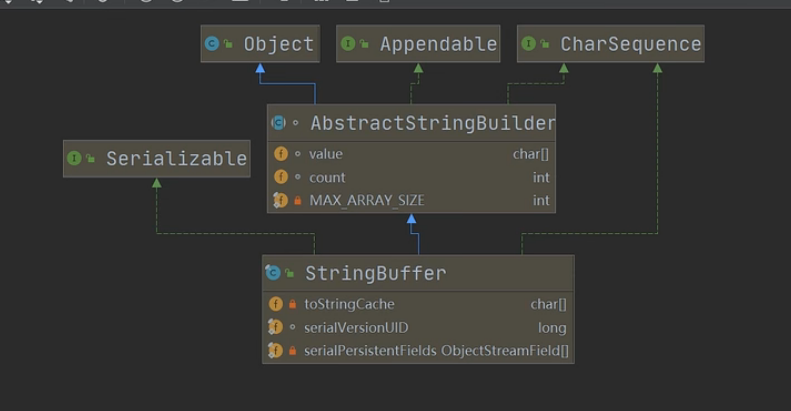 Object
Appendable
CharSequence
AbstractStringBuilder
value char[]
count int
MAX_ARRAY_SIZE int
Serializable
StringBuffer
toStringCache char[]
serialVersionUID long
serialPersistentFields ObjectStreamField[]